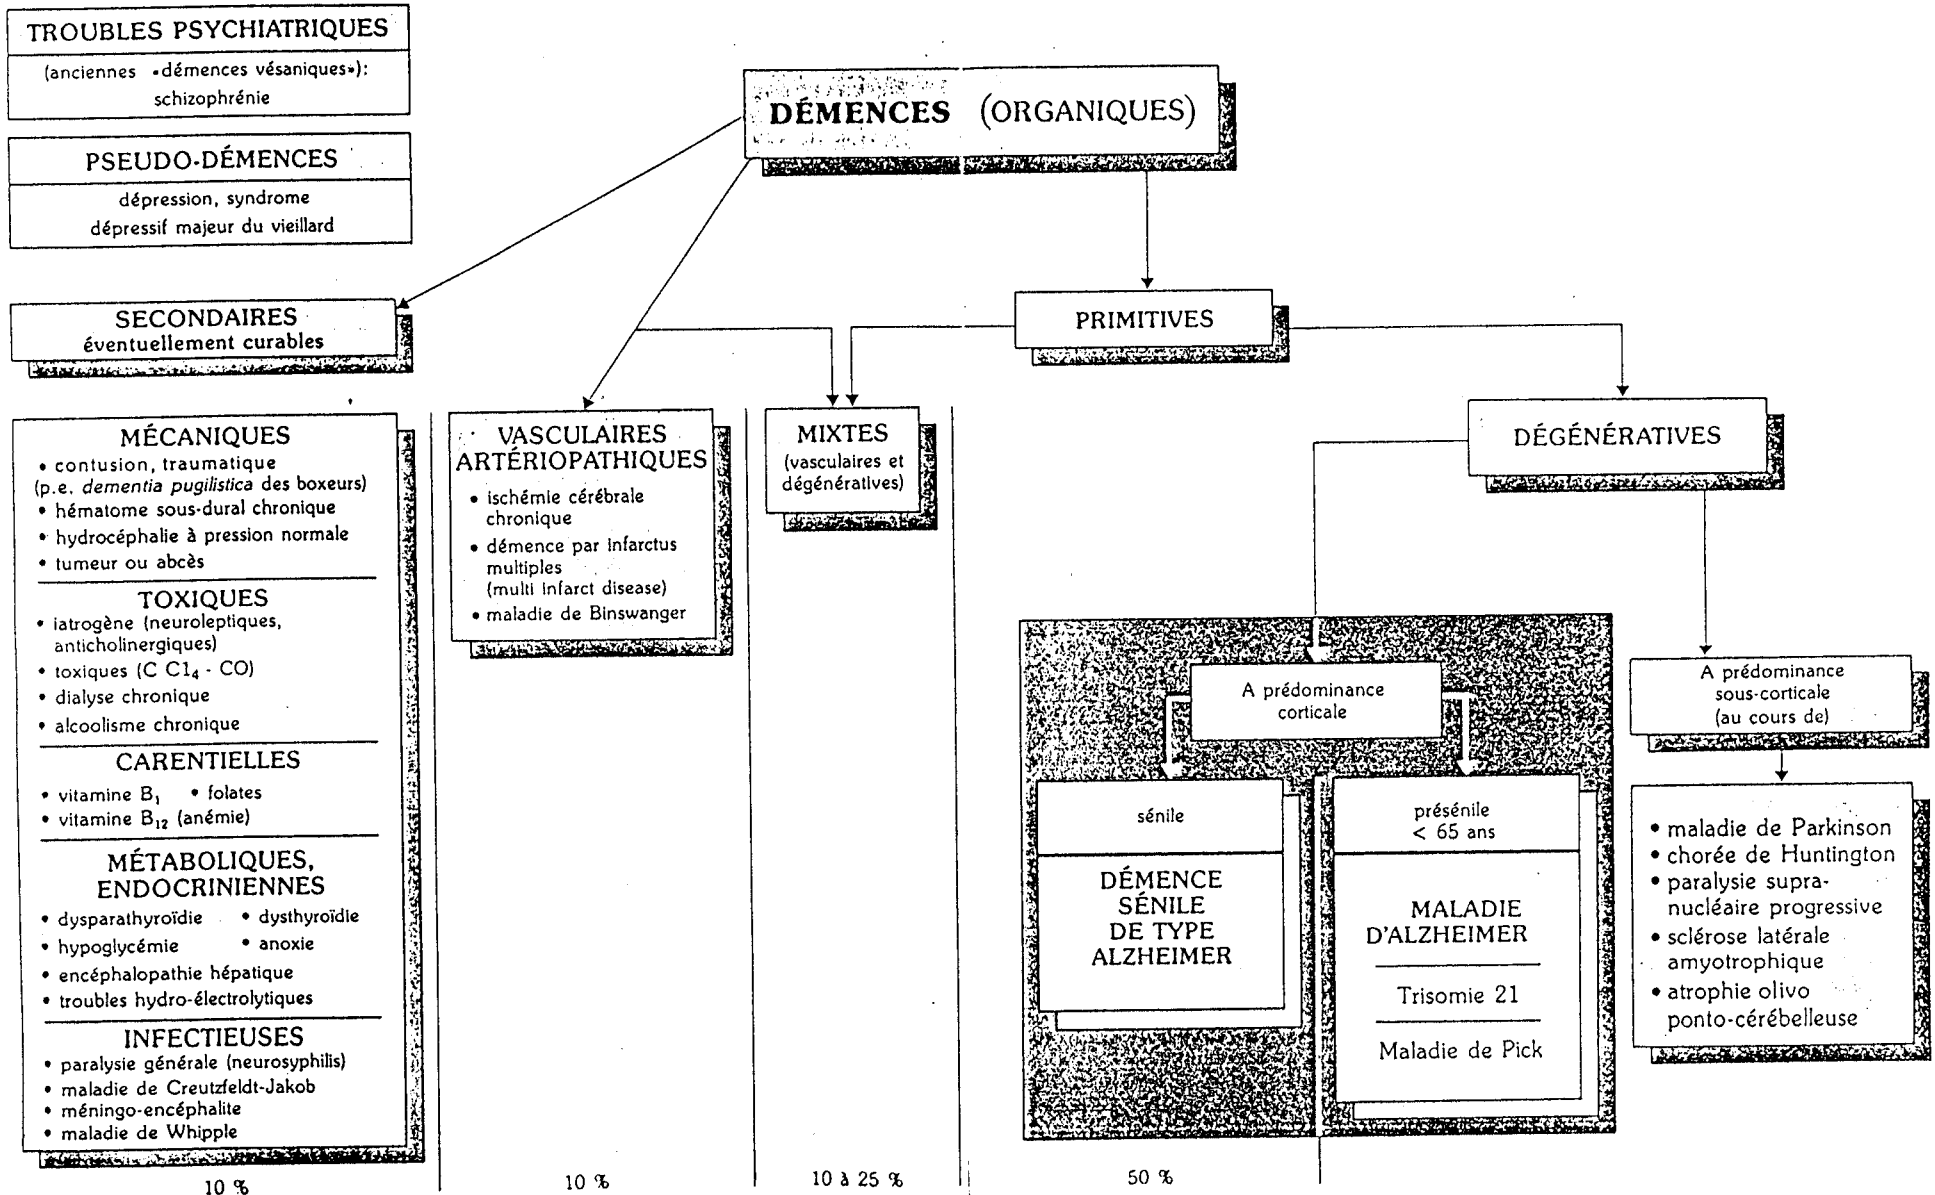 TROUBLES PSYCHIATRIQUES
(anciennes «démences vésaniques»):
schizophrénie
PSEUDO-DÉMENCES
dépression, syndrome
dépressif majeur du vieillard
DÉMENCES (ORGANIQUES)
SECONDAIRES
éventuellement curables
PRIMITIVES
MÉCANIQUES
• contusion, traumatique
(p.e. dementia pugilistica des boxeurs)
• hématome sous-dural chronique
• hydrocéphalie à pression normale
• tumeur ou abcès
TOXIQUES
• iatrogène (neuroleptiques,
anticholinergiques)
• toxiques (C Cl₄ - CO)
• dialyse chronique
• alcoolisme chronique
CARENTIELLES
• vitamine B₁ • folates
• vitamine B₁₂ (anémie)
MÉTABOLIQUES,
ENDOCRINIENNES
• dysparathyroïdie • dysthyroïdie
• hypoglycémie • anoxie
• encéphalopathie hépatique
• troubles hydro-électrolytiques
INFECTIEUSES
• paralysie générale (neurosyphilis)
• maladie de Creutzfeldt-Jakob
• méningo-encéphalite
• maladie de Whipple
10 %
VASCULAIRES
ARTÉRIOPATHIQUES
• ischémie cérébrale
chronique
• démence par infarctus
multiples
(multi infarct disease)
• maladie de Binswanger
10 %
MIXTES
(vasculaires et
dégénératives)
10 à 25 %
DÉGÉNÉRATIVES
A prédominance
corticale
sénile
DÉMENCE
SÉNILE
DE TYPE
ALZHEIMER
présénile
< 65 ans
MALADIE
D'ALZHEIMER
Trisomie 21
Maladie de Pick
50 %
A prédominance
sous-corticale
(au cours de)
• maladie de Parkinson
• chorée de Huntington
• paralysie supra-
nucléaire progressive
• sclérose latérale
amyotrophique
• atrophie olivo
ponto-cérébelleuse